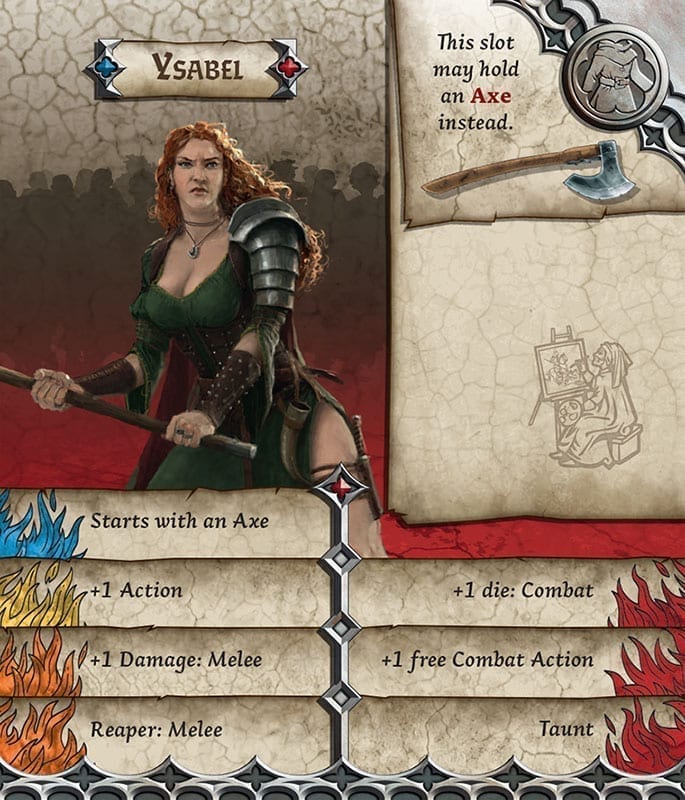 Ysabel
This slot
may hold
an Axe
instead.
Starts with an Axe
+1 Action
+1 die: Combat
+1 Damage: Melee
+1 free Combat Action
Reaper: Melee
Taunt